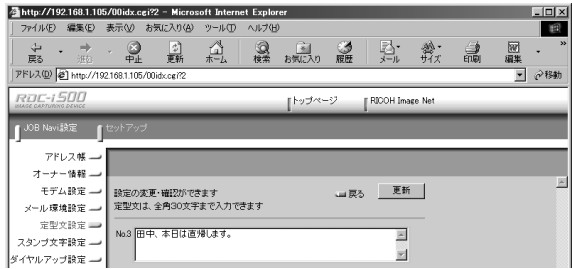 http://192.168.1.105/00idx.cgi?2 - Microsoft Internet Explorer
ファイル(F) 編集(E) 表示(V) お気に入り(A) ツール(T) ヘルプ(H)
戻る 進む 中止 更新 ホーム 検索 お気に入り 履歴 メール サイズ 印刷 編集 »
アドレス(D) http://192.168.1.105/00idx.cgi?2 移動
RDC-i500
IMAGE CAPTURING DEVICE
トップページ RICOH Image Net
JOB Navi設定 セットアップ
アドレス帳
オーナー情報
モデム設定
メール環境設定
定型文設定
スタンプ文字設定
ダイヤルアップ設定
設定の変更・確認ができます 戻る 更新
定型文は、全角30文字まで入力できます
No.3 田中、本日は直帰します。